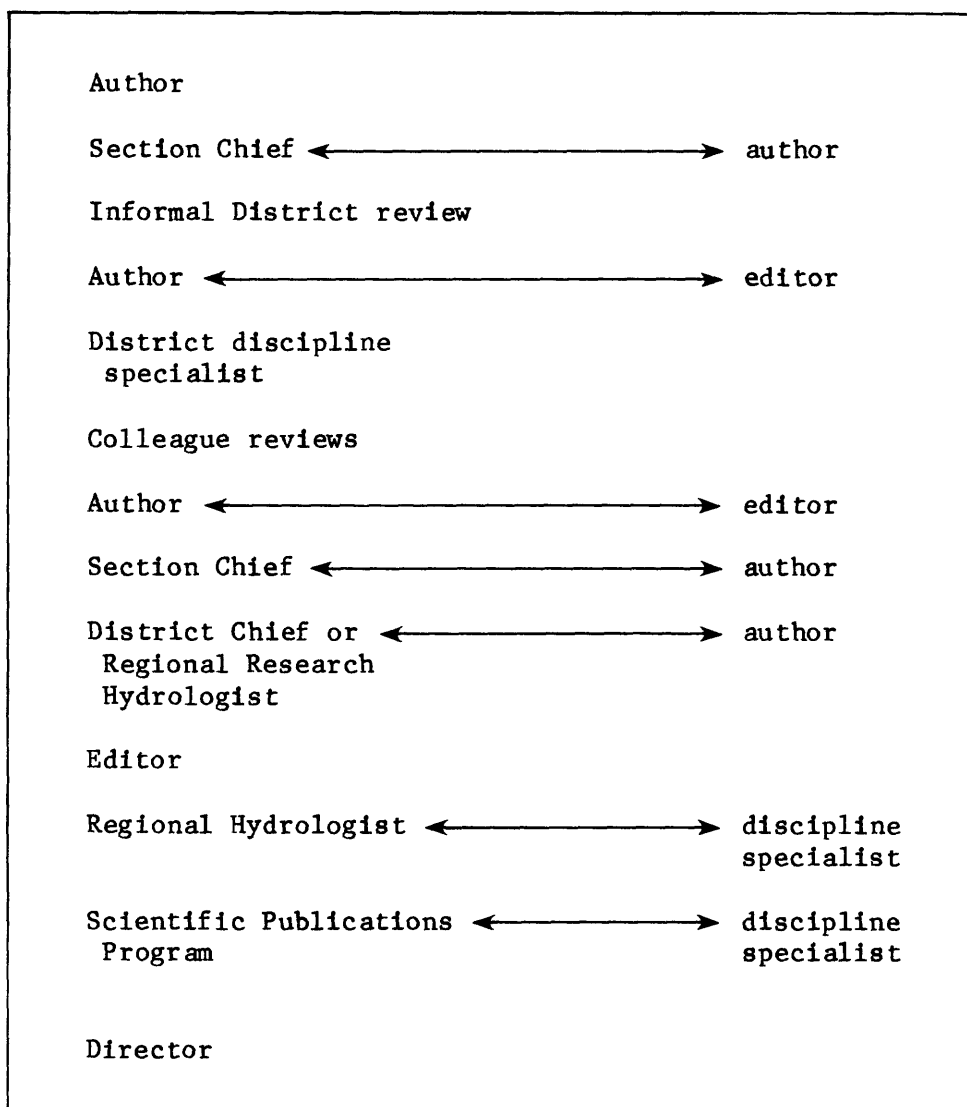 Author
Section Chief author
Informal District review
Author editor
District discipline
specialist
Colleague reviews
Author editor
Section Chief author
District Chief or author
Regional Research
Hydrologist
Editor
Regional Hydrologist discipline
specialist
Scientific Publications discipline
Program specialist
Director